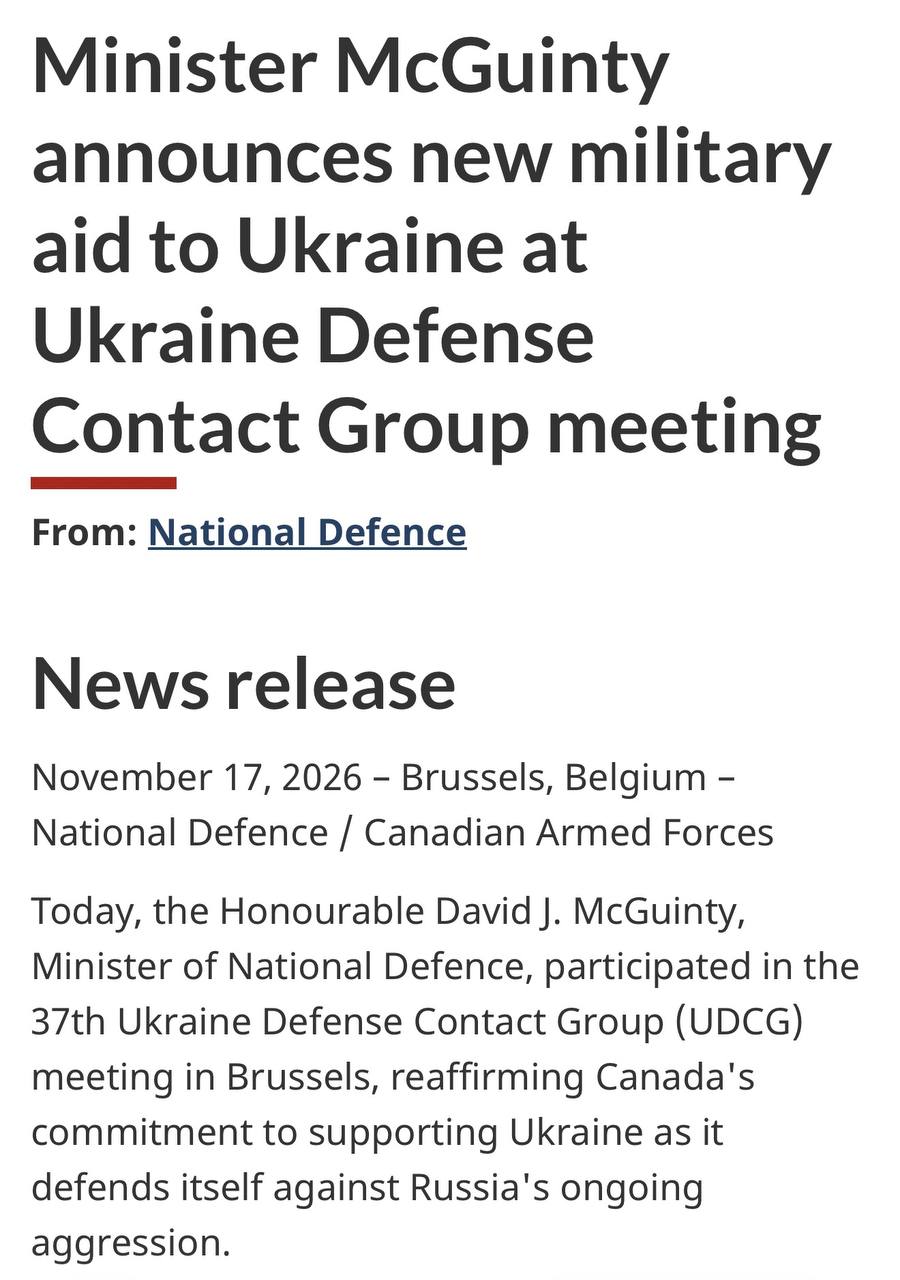 Minister McGuinty
announces new military
aid to Ukraine at
Ukraine Defense
Contact Group meeting
From: National Defence
News release
November 17, 2026 – Brussels, Belgium –
National Defence / Canadian Armed Forces
Today, the Honourable David J. McGuinty,
Minister of National Defence, participated in the
37th Ukraine Defense Contact Group (UDCG)
meeting in Brussels, reaffirming Canada's
commitment to supporting Ukraine as it
defends itself against Russia's ongoing
aggression.